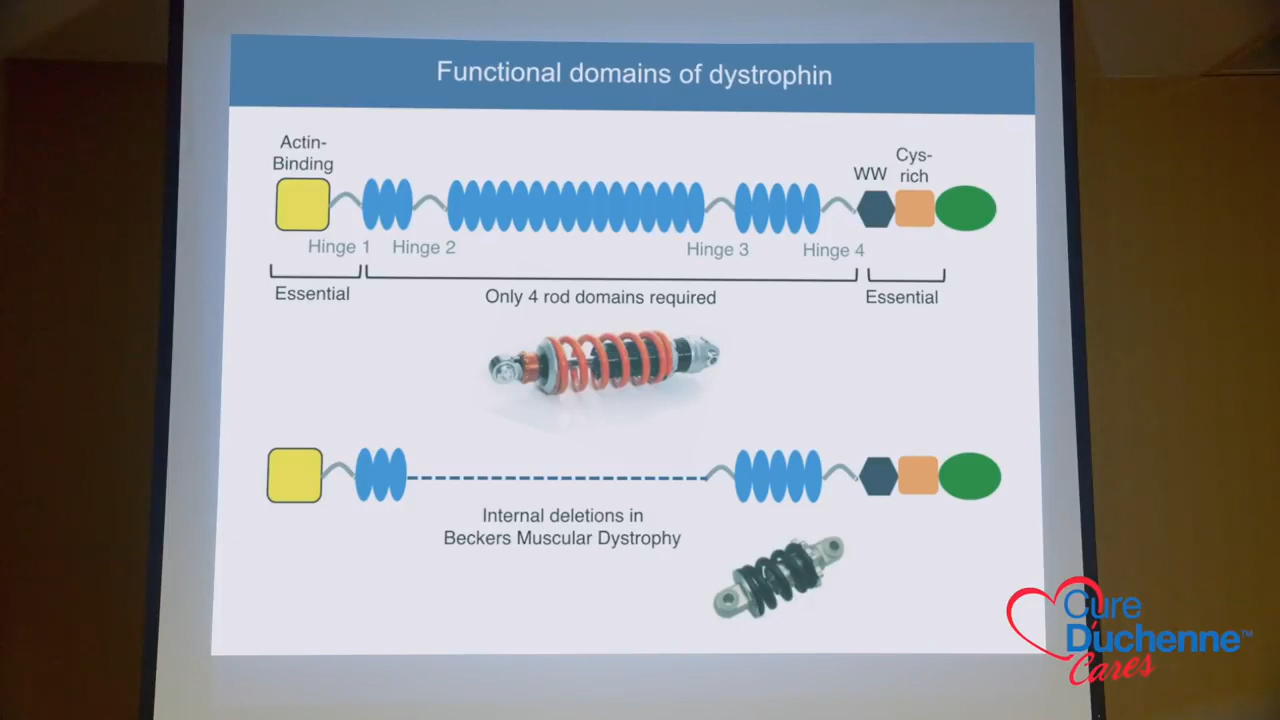 Functional domains of dystrophin
Actin-
Binding
WW
Cys-
rich
Hinge 1
Hinge 2
Hinge 3
Hinge 4
Essential
Only 4 rod domains required
Essential
Internal deletions in
Beckers Muscular Dystrophy
Cure
Duchenne™
Cares